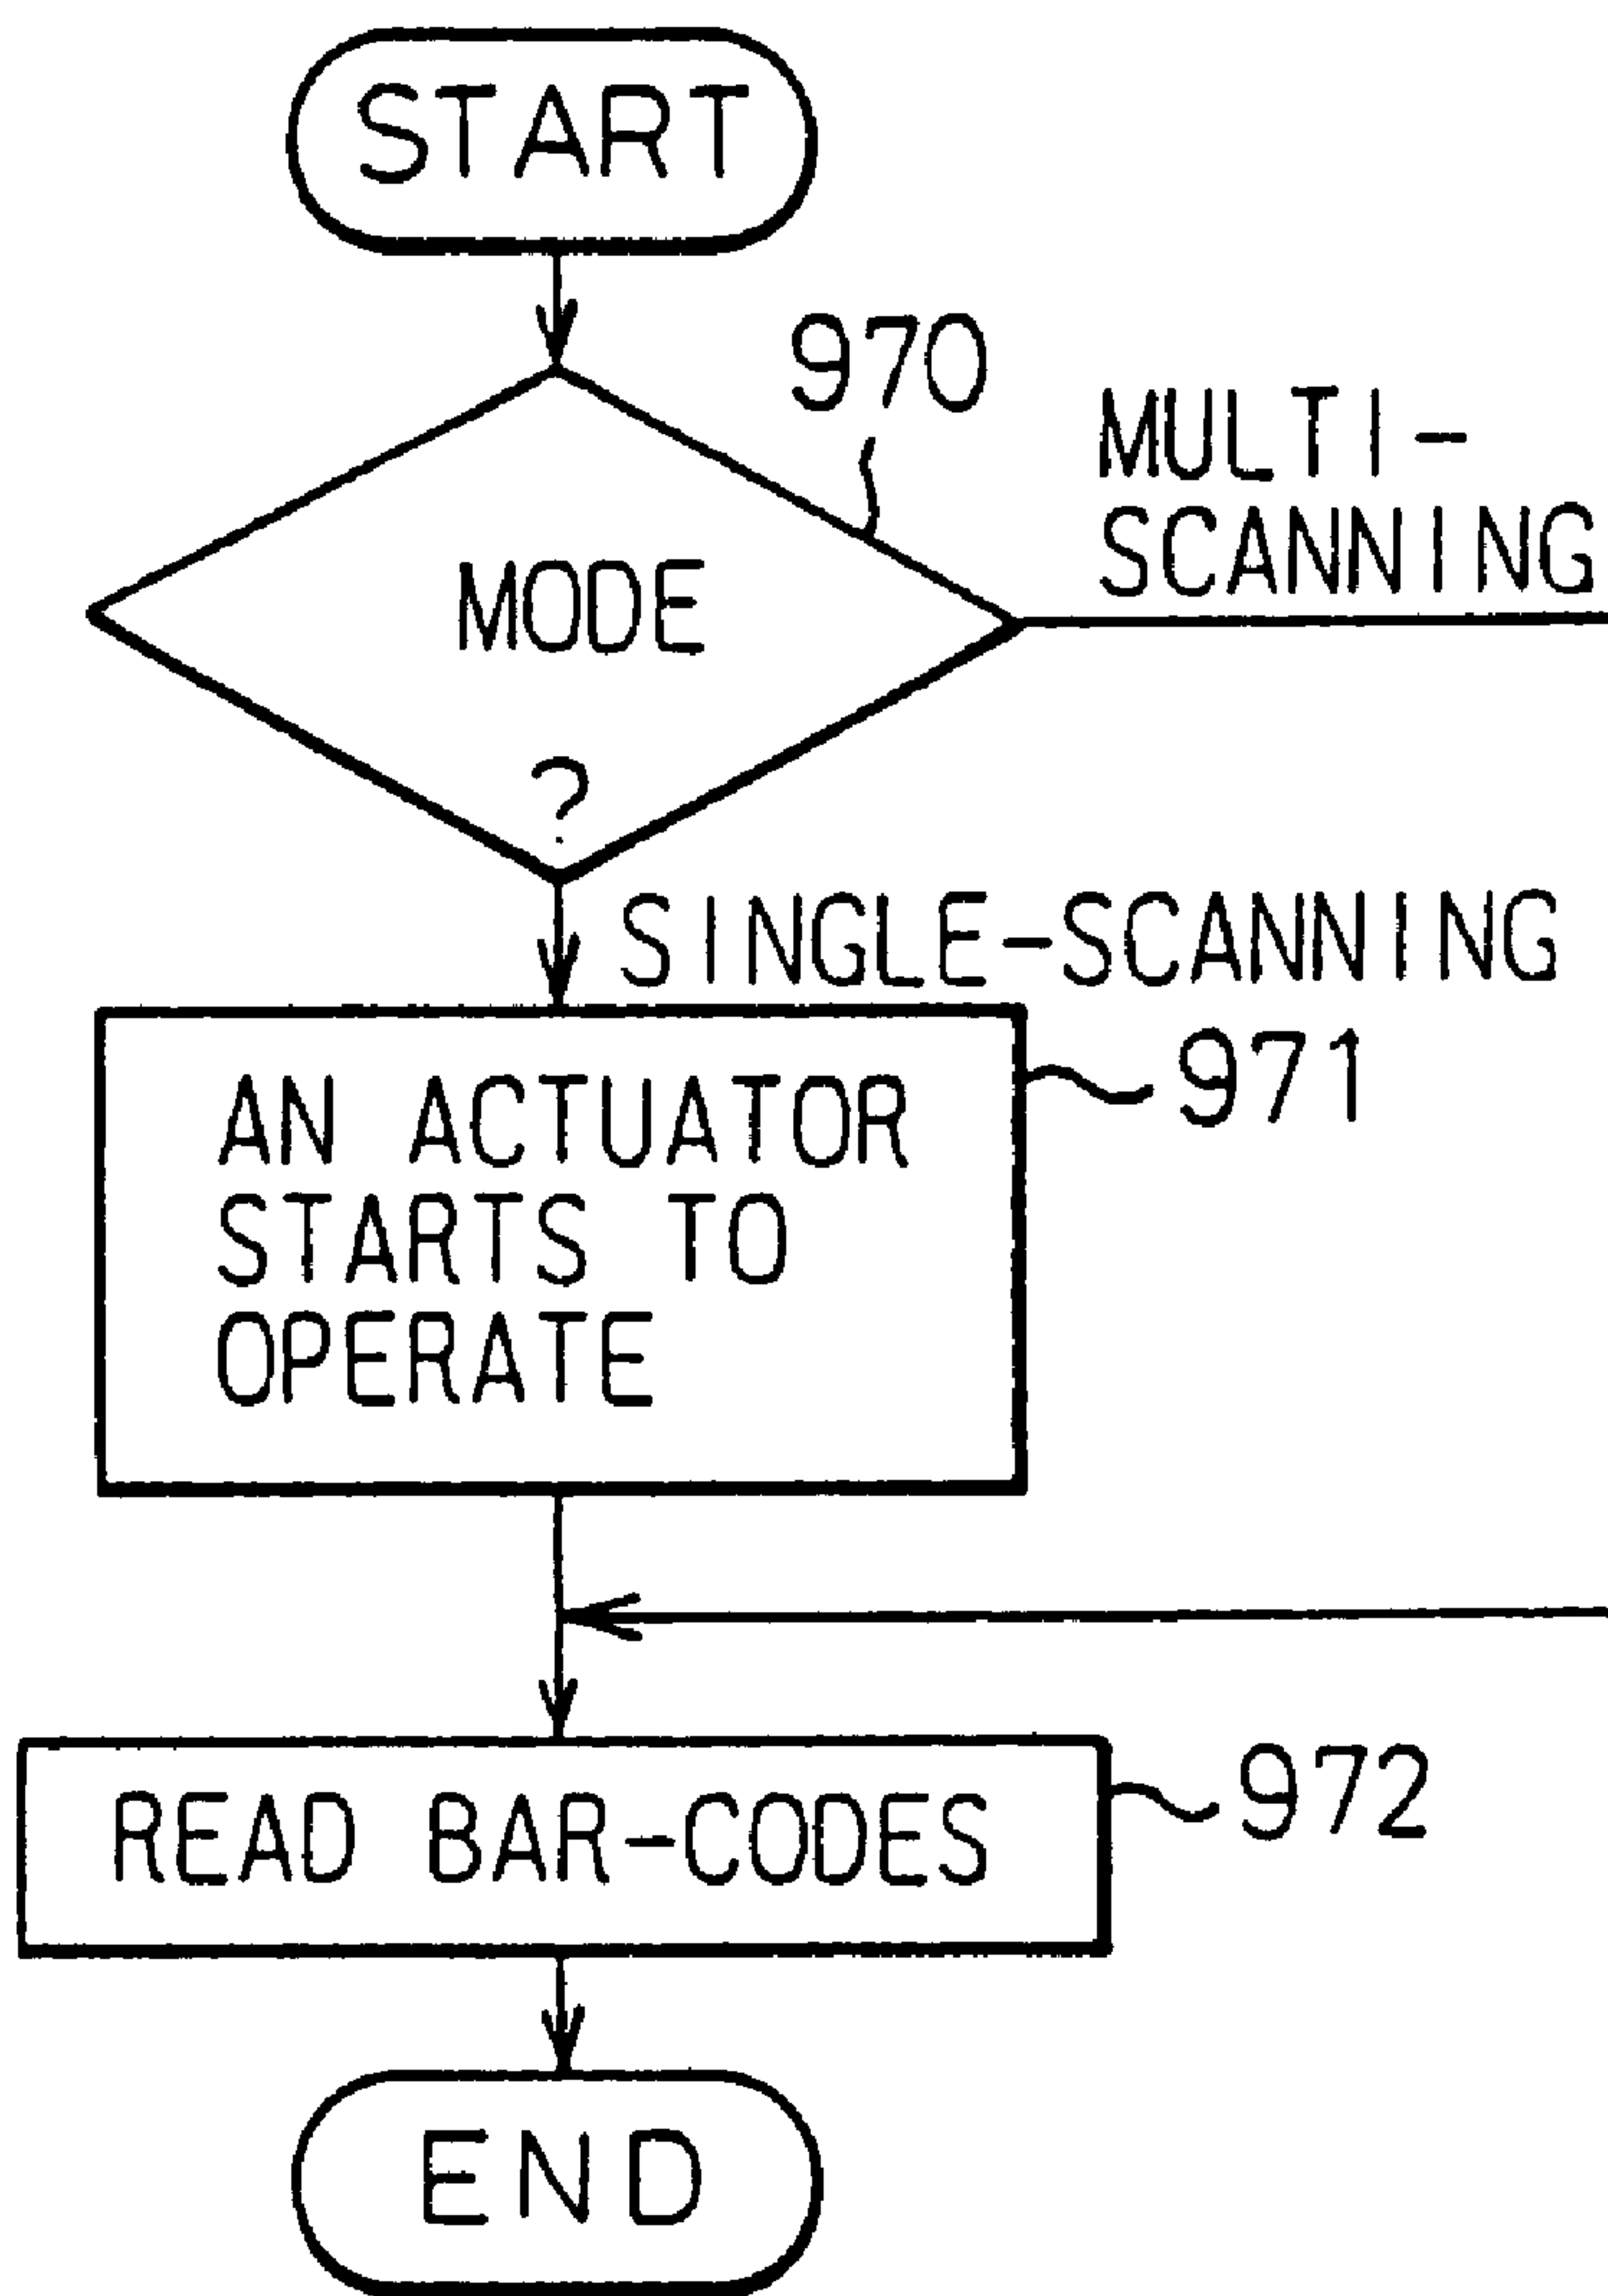 START
970
MULTI-
SCANNING
MODE
?
SINGLE-SCANNING
971
AN ACTUATOR
STARTS TO
OPERATE
972
READ BAR-CODES
END